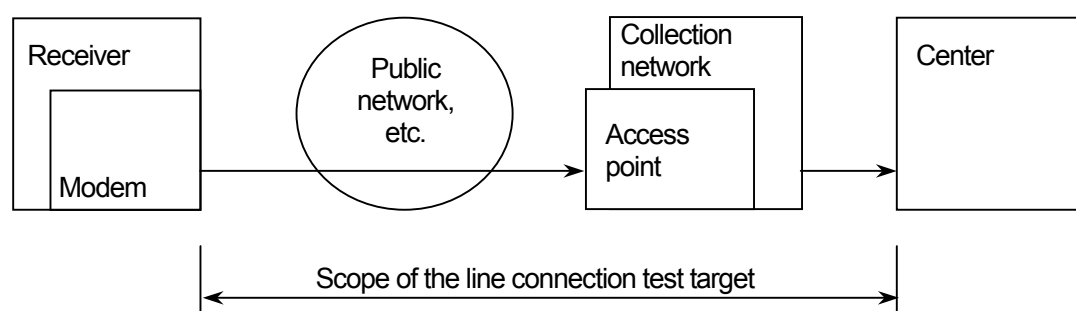 Receiver
Modem
Public
network,
etc.
Collection
network
Access
point
Center
Scope of the line connection test target